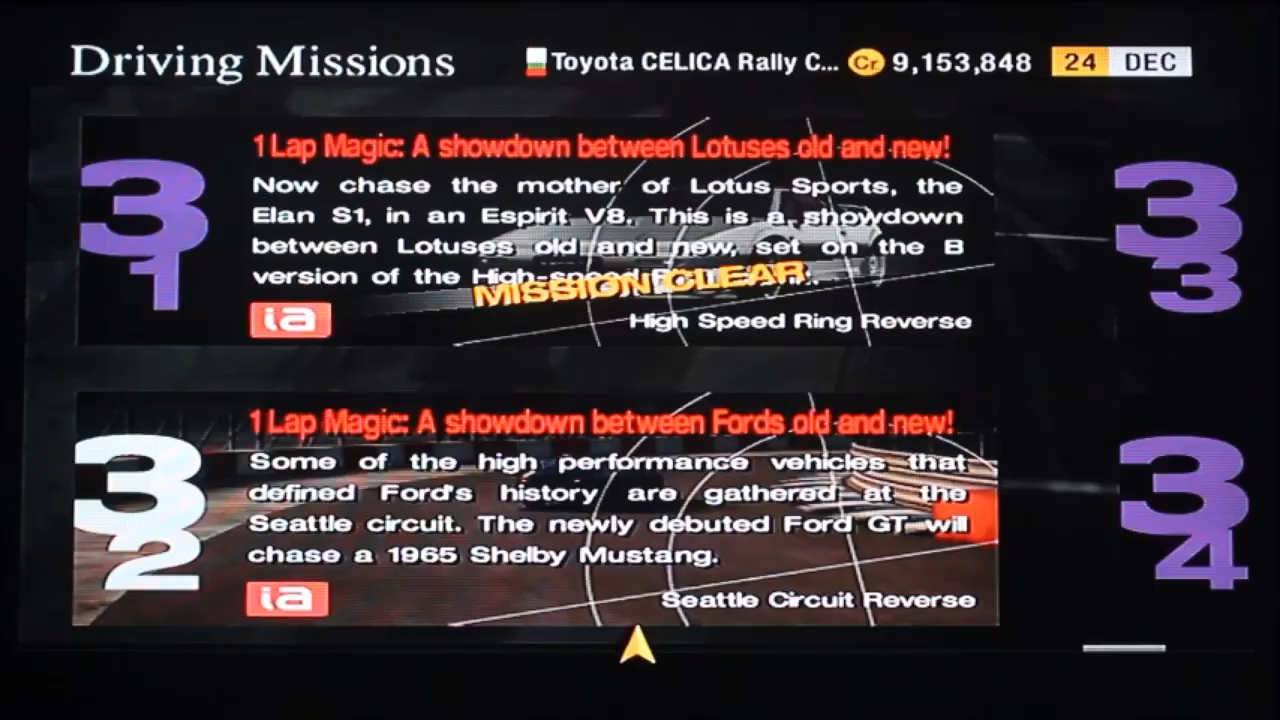 Driving Missions
Toyota CELICA Rally C... Cr 9,153,848 24 DEC
31
1 Lap Magic: A showdown between Lotuses old and new!
Now chase the mother of Lotus Sports, the
Elan S1, in an Espirit V8. This is a showdown
between Lotuses old and new, set on the B
version of the High-speed
MISSION CLEAR
ia
High Speed Ring Reverse
33
32
1 Lap Magic: A showdown between Fords old and new!
Some of the high performance vehicles that
defined Ford's history are gathered at the
Seattle circuit. The newly debuted Ford GT will
chase a 1965 Shelby Mustang.
ia
Seattle Circuit Reverse
34